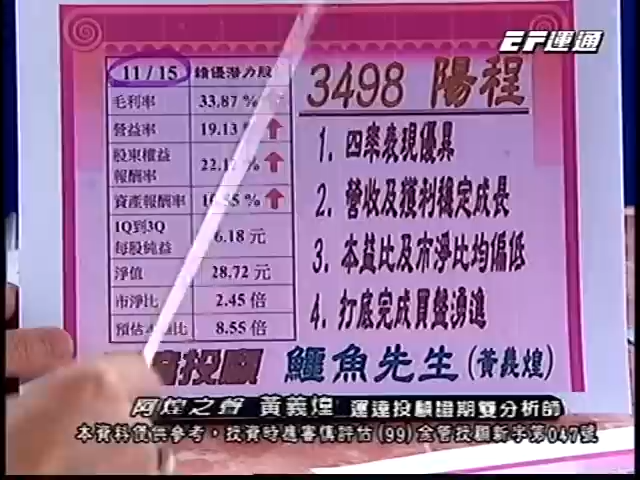 EF運通
11/15 績優潛力股
毛利率 33.87 %
營益率 19.13
股東權益報酬率 22.1 %
資產報酬率 %
1Q到3Q每股純益 6.18 元
淨值 28.72 元
市淨比 2.45 倍
預估 比 8.55 倍
3498 陽程
1. 四率表現優異
2. 營收及獲利穩定成長
3. 本益比及市淨比均偏低
4. 打底完成買盤湧進
投顧 鱷魚先生(黃義煌)
阿煌之聲 黃義煌 運達投顧證期雙分析師
本資料僅供參考，投資時應審慎評估(99)金管投顧新字第047號